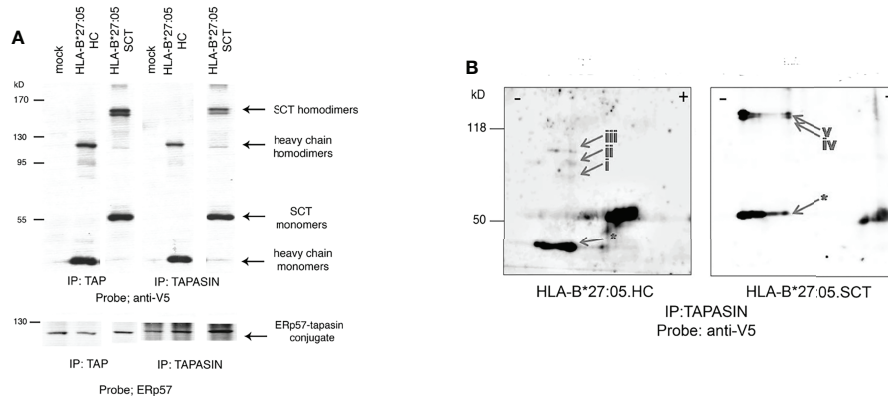 A
mock
HLA-B*27:05
HC
HLA-B*27:05
SCT
mock
HLA-B*27:05
HC
HLA-B*27:05
SCT
kD
170
130
95
55
SCT homodimers
heavy chain
homodimers
SCT
monomers
heavy chain
monomers
IP: TAP
IP: TAPASIN
Probe; anti-V5
130
ERp57-tapasin
conjugate
IP: TAP
IP: TAPASIN
Probe; ERp57
B
kD
118
50
-
+
iii
ii
i
*
-
v
iv
*
HLA-B*27:05.HC
HLA-B*27:05.SCT
IP:TAPASIN
Probe: anti-V5